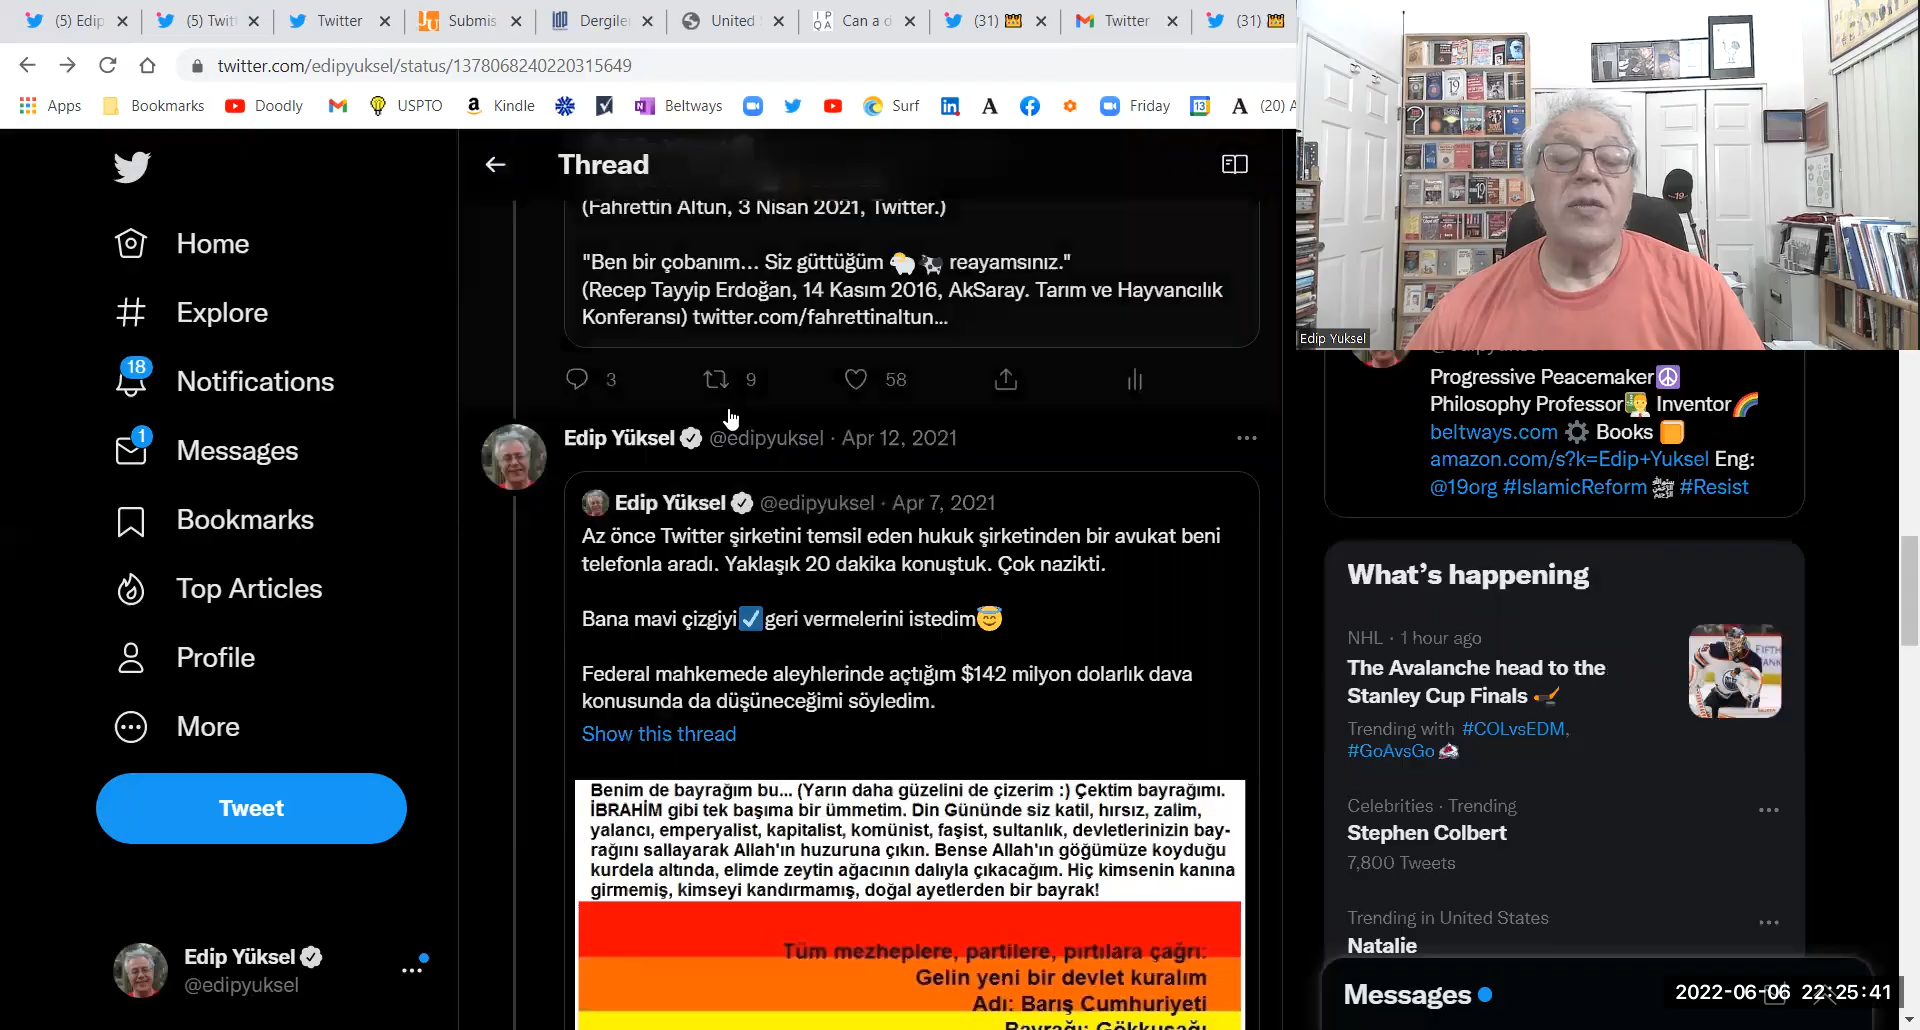 (5) Edip
(5) Twitt
Twitter
Submis
Dergile
United
Can a d
(31)
Twitter
(31)
twitter.com/edipyuksel/status/1378068240220315649
Apps
Bookmarks
Doodly
USPTO
Kindle
Beltways
Surf
Friday
(20) A
Home
Explore
18
Notifications
1
Messages
Bookmarks
Top Articles
Profile
More
Tweet
Edip Yüksel
@edipyuksel
Thread
(Fahrettin Altun, 3 Nisan 2021, Twitter.)
"Ben bir çobanım... Siz güttüğüm 🐑🐄 reayamsınız."
(Recep Tayyip Erdoğan, 14 Kasım 2016, AkSaray. Tarım ve Hayvancılık
Konferansı) twitter.com/fahrettinaltun...
3
9
58
Edip Yüksel @edipyuksel · Apr 12, 2021
Edip Yüksel @edipyuksel · Apr 7, 2021
Az önce Twitter şirketini temsil eden hukuk şirketinden bir avukat beni
telefonla aradı. Yaklaşık 20 dakika konuştuk. Çok nazikti.
Bana mavi çizgiyi☑️geri vermelerini istedim😇
Federal mahkemede aleyhlerinde açtığım $142 milyon dolarlık dava
konusunda da düşüneceğimi söyledim.
Show this thread
Benim de bayrağım bu... (Yarın daha güzelini de çizerim :) Çektim bayrağımı.
İBRAHİM gibi tek başıma bir ümmetim. Din Gününde siz katil, hırsız, zalim,
yalancı, emperyalist, kapitalist, komünist, faşist, sultanlık, devletlerinizin bay-
rağını sallayarak Allah'ın huzuruna çıkın. Bense Allah'ın göğümüze koyduğu
kurdela altında, elimde zeytin ağacının dalıyla çıkacağım. Hiç kimsenin kanına
girmemiş, kimseyi kandırmamış, doğal ayetlerden bir bayrak!
Tüm mezheplere, partilere, pırtılara çağrı:
Gelin yeni bir devlet kuralım
Adı: Barış Cumhuriyeti
Bayrağı: Gökkuşağı
Edip Yuksel
Progressive Peacemaker☮️
Philosophy Professor👨‍🏫 Inventor🌈
beltways.com ⚙️ Books 📙
amazon.com/s?k=Edip+Yuksel Eng:
@19org #IslamicReform ﷽ #Resist
What's happening
NHL · 1 hour ago
The Avalanche head to the
Stanley Cup Finals 🏒
Trending with #COLvsEDM,
#GoAvsGo
Celebrities · Trending
Stephen Colbert
7,800 Tweets
Trending in United States
Natalie
Messages
2022-06-06 22:25:41